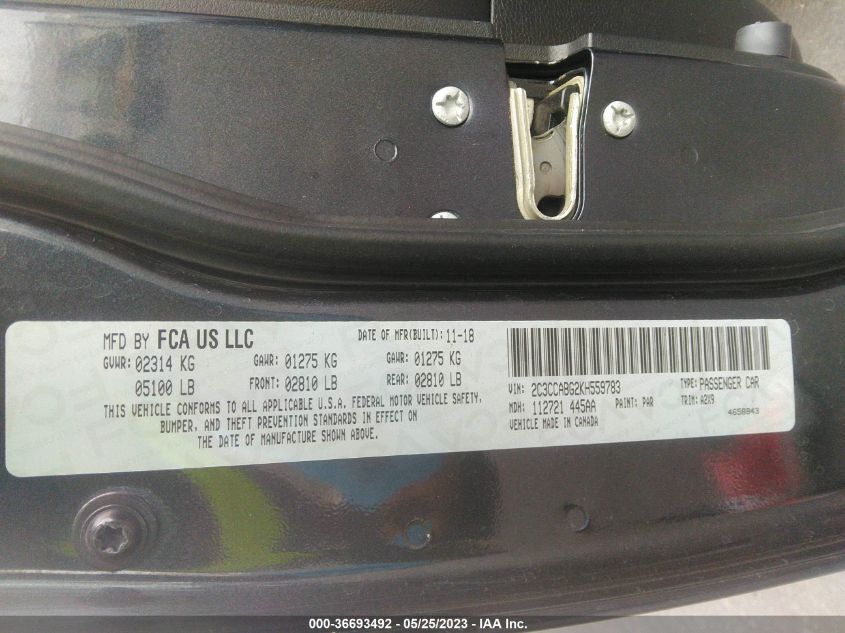 MFD BY FCA US LLC DATE OF MFR(BUILT): 11-18
GVWR: 02314 KG GAWR: 01275 KG GAWR: 01275 KG
05100 LB FRONT: 02810 LB REAR: 02810 LB
THIS VEHICLE CONFORMS TO ALL APPLICABLE U.S.A. FEDERAL MOTOR VEHICLE SAFETY,
BUMPER, AND THEFT PREVENTION STANDARDS IN EFFECT ON
THE DATE OF MANUFACTURE SHOWN ABOVE.
VIN: 2C3CCABG2KH559783 TYPE: PASSENGER CAR
MDH: 112721 445AA PAINT: PAR TRIM: A2X9
VEHICLE MADE IN CANADA 4658843
000-36693492 - 05/25/2023 - IAA Inc.